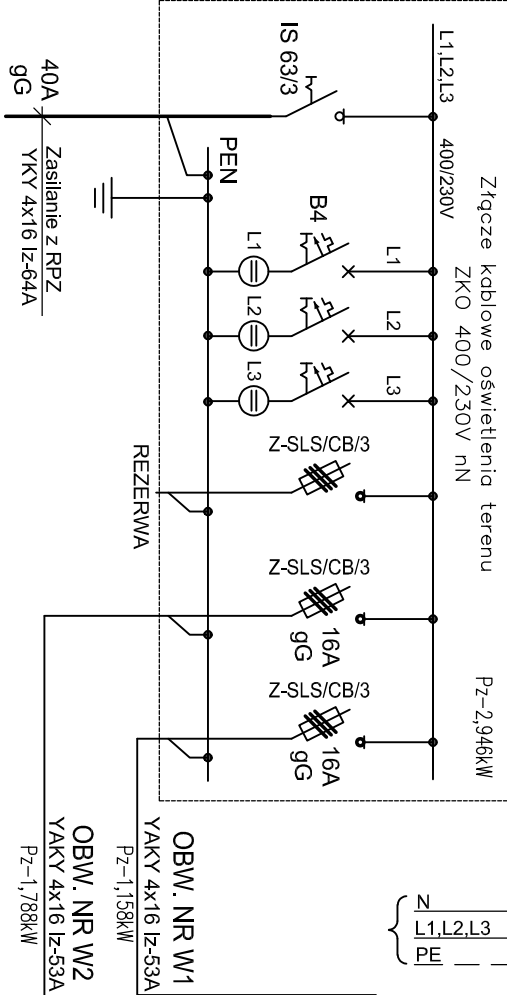 Złącze kablowe oświetlenia terenu
ZKO 400/230V nN
Pz-2,946kW
L1,L2,L3
400/230V
IS 63/3
B4
L1
L2
L3
L1
L2
L3
PEN
Z-SLS/CB/3
Z-SLS/CB/3
16A
gG
Z-SLS/CB/3
16A
gG
REZERWA
40A
gG
Zasilanie z RPZ
YKY 4x16 Iz-64A
OBW. NR W1
YAKY 4x16 Iz-53A
Pz-1,158kW
OBW. NR W2
YAKY 4x16 Iz-53A
Pz-1,788kW
N
L1,L2,L3
PE